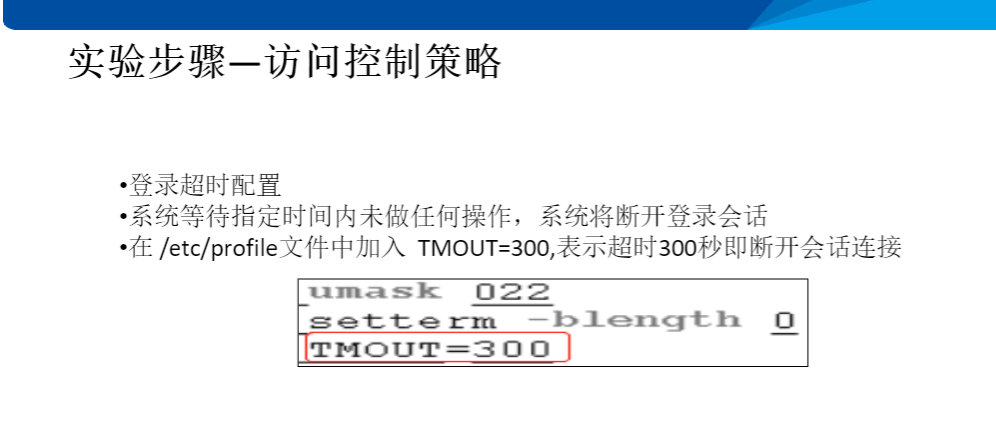 实验步骤—访问控制策略
•登录超时配置
•系统等待指定时间内未做任何操作，系统将断开登录会话
•在 /etc/profile文件中加入 TMOUT=300,表示超时300秒即断开会话连接
umask 022
setterm -blength 0
TMOUT=300